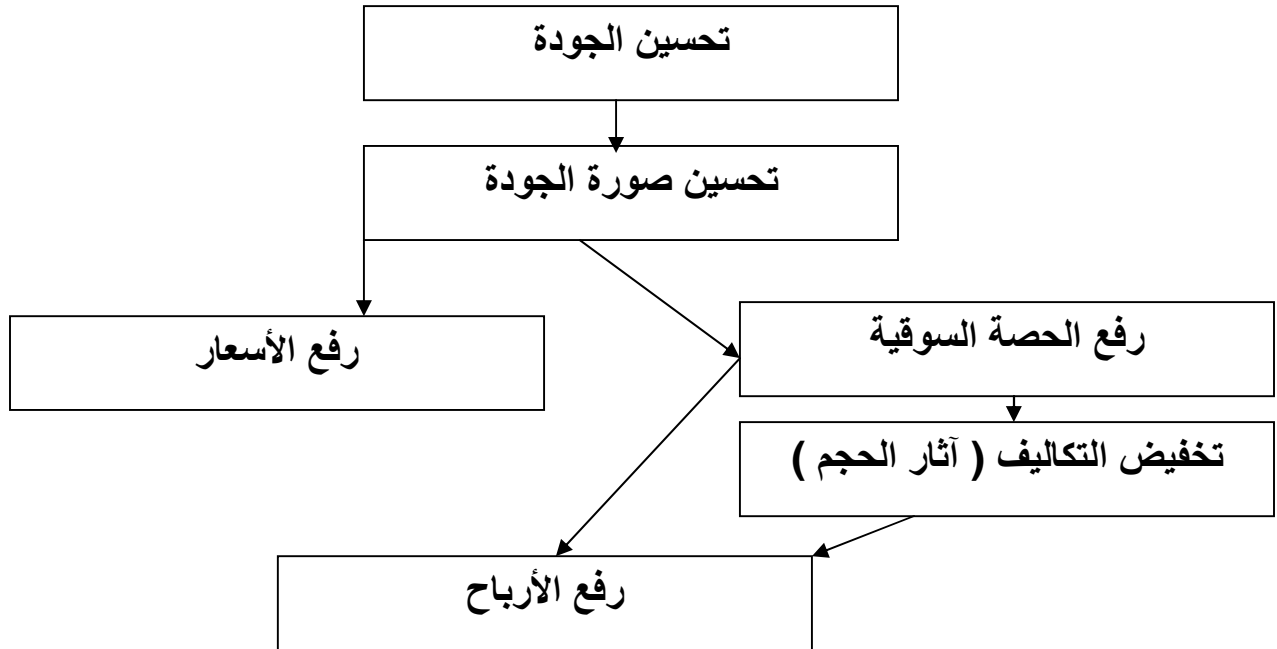 تحسين الجودة
تحسين صورة الجودة
رفع الحصة السوقية
رفع الأسعار
تخفيض التكاليف ( آثار الحجم )
رفع الأرباح